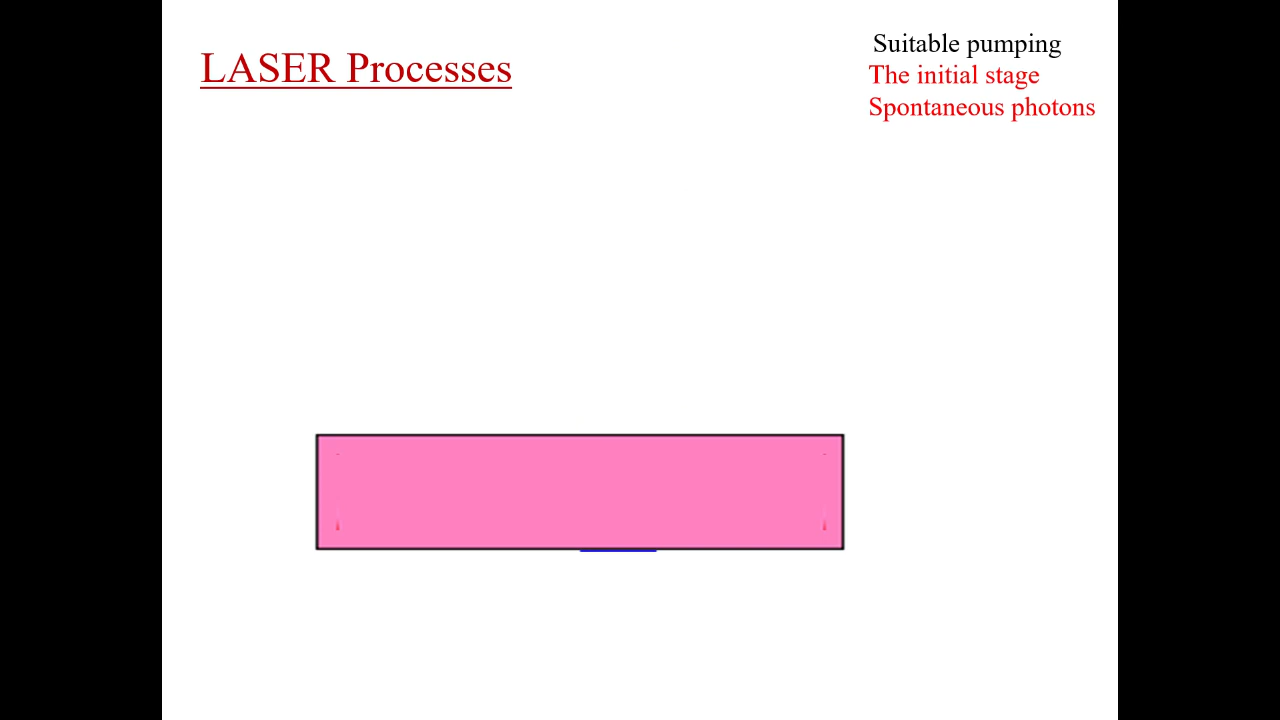 LASER Processes
Suitable pumping
The initial stage
Spontaneous photons